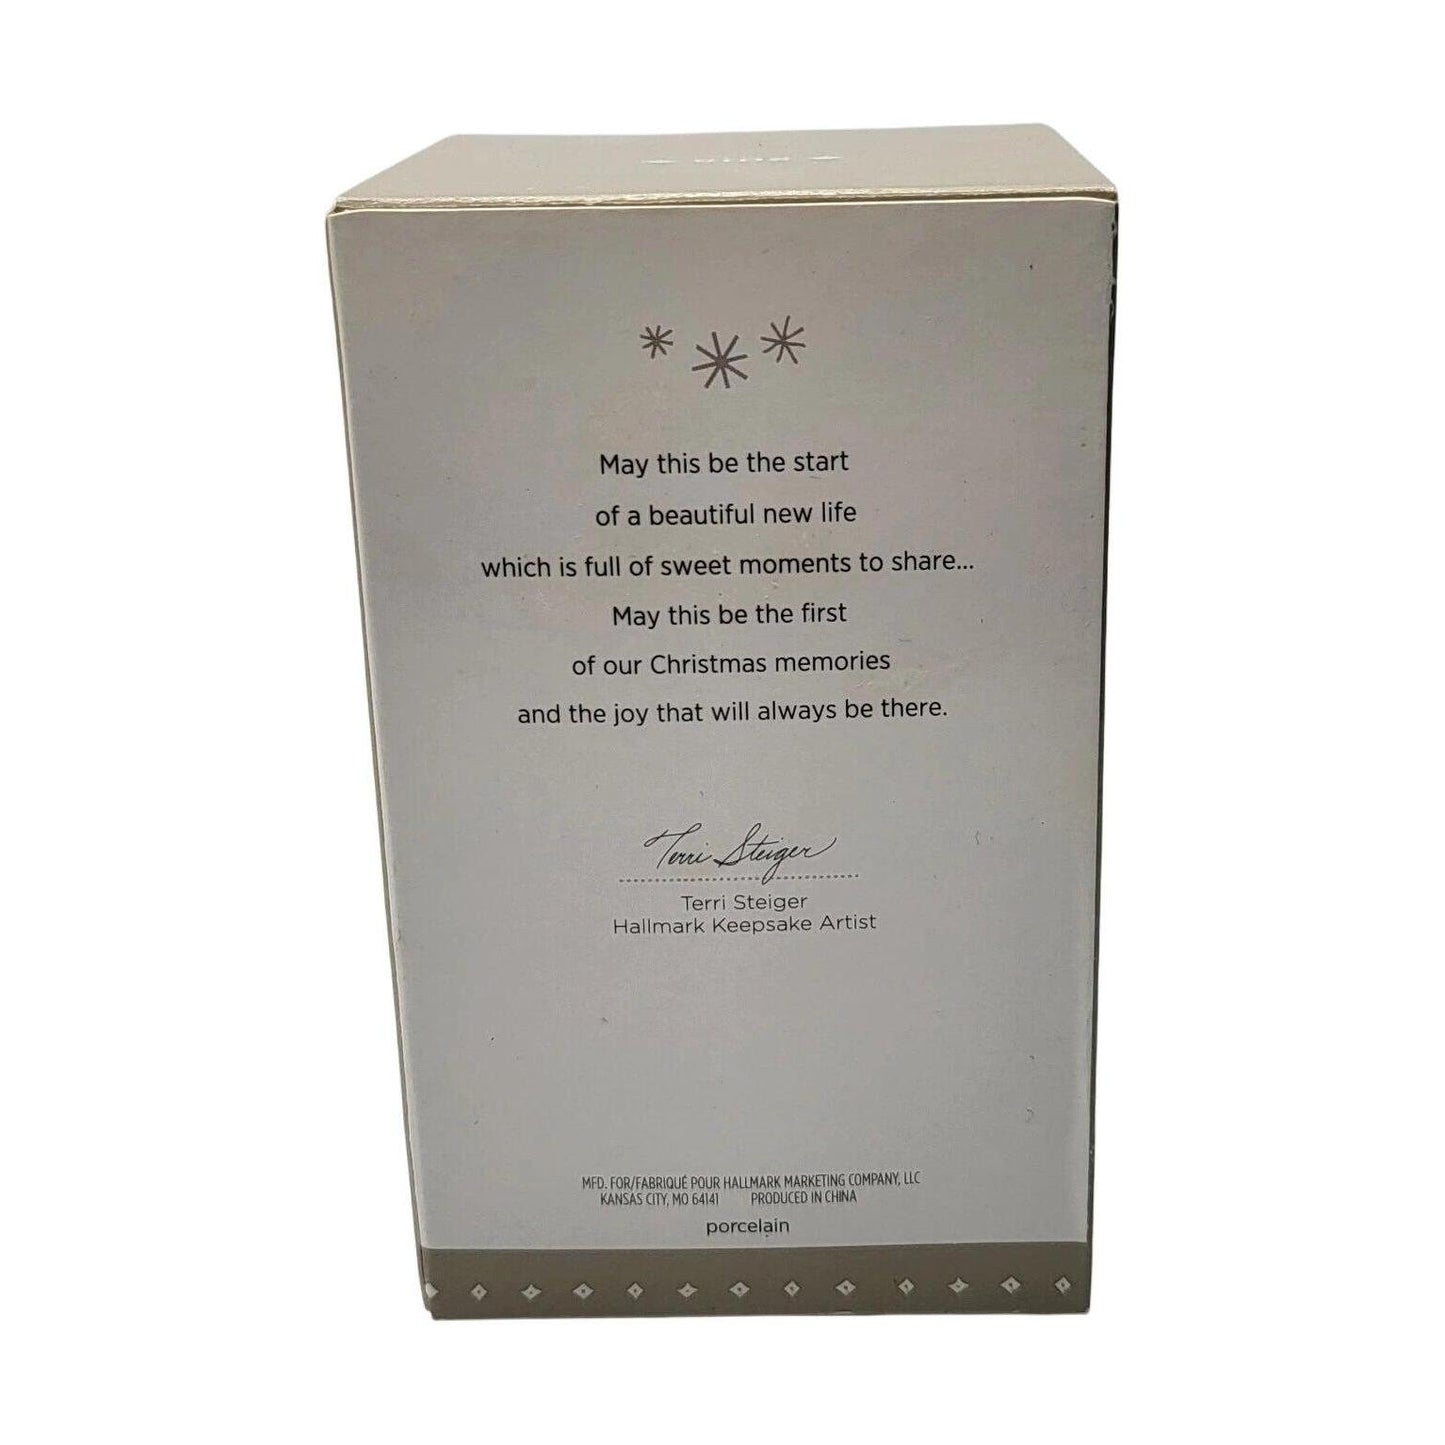 May this be the start
of a beautiful new life
which is full of sweet moments to share...
May this be the first
of our Christmas memories
and the joy that will always be there.
Terri Steiger
Terri Steiger
Hallmark Keepsake Artist
MFD. FOR/FABRIQUÉ POUR HALLMARK MARKETING COMPANY, LLC
KANSAS CITY, MO 64141 PRODUCED IN CHINA
porcelain